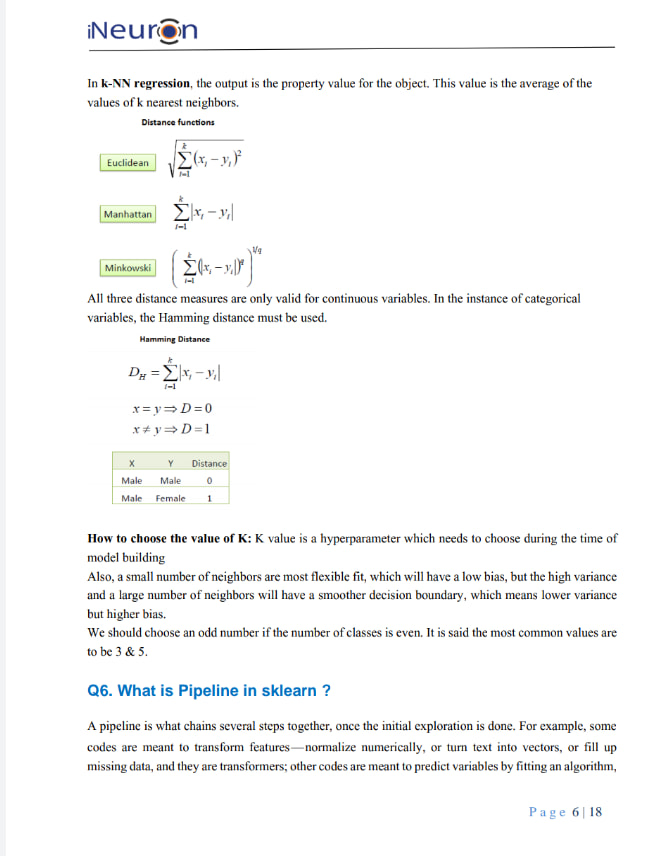 iNeuron
In k-NN regression, the output is the property value for the object. This value is the average of the
values of k nearest neighbors.
Distance functions
Euclidean √(∑_{i=1}^{k} (x_i − y_i)²)
Manhattan ∑_{i=1}^{k} |x_i − y_i|
Minkowski (∑_{i=1}^{k} (|x_i − y_i|)^q)^{1/q}
All three distance measures are only valid for continuous variables. In the instance of categorical
variables, the Hamming distance must be used.
Hamming Distance
D_H = ∑_{i=1}^{k} |x_i − y_i|
x = y ⇒ D = 0
x ≠ y ⇒ D = 1
X Y Distance
Male Male 0
Male Female 1
How to choose the value of K: K value is a hyperparameter which needs to choose during the time of
model building
Also, a small number of neighbors are most flexible fit, which will have a low bias, but the high variance
and a large number of neighbors will have a smoother decision boundary, which means lower variance
but higher bias.
We should choose an odd number if the number of classes is even. It is said the most common values are
to be 3 & 5.
Q6. What is Pipeline in sklearn ?
A pipeline is what chains several steps together, once the initial exploration is done. For example, some
codes are meant to transform features—normalize numerically, or turn text into vectors, or fill up
missing data, and they are transformers; other codes are meant to predict variables by fitting an algorithm,
Page 6 | 18